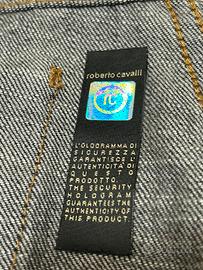 roberto cavalli
rc
L'OLOGRAMMA DI
SICUREZZA
GARANTISCE L'
AUTENTICITÀ DI
QUESTO
PRODOTTO.
THE SECURITY
HOLOGRAM
GUARANTEES THE
AUTHENTICITY OF
THIS PRODUCT